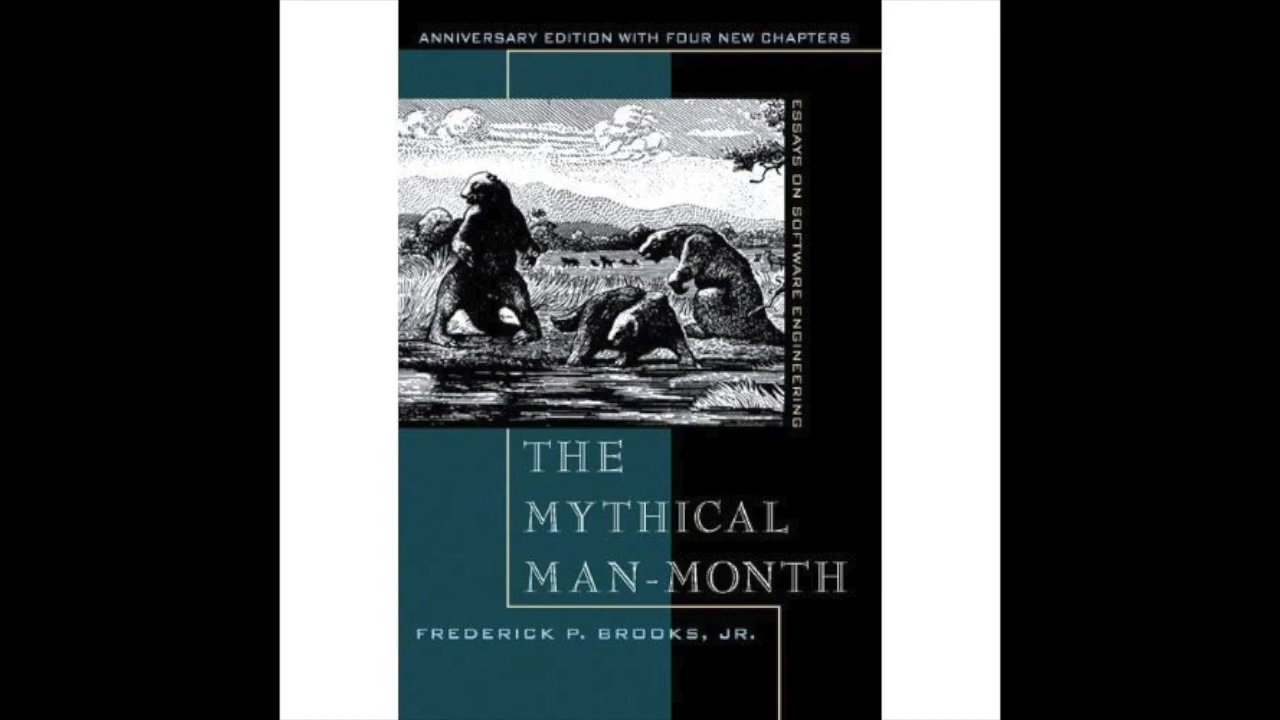 ANNIVERSARY EDITION WITH FOUR NEW CHAPTERS
ESSAYS ON SOFTWARE ENGINEERING
THE
MYTHICAL
MAN-MONTH
FREDERICK P. BROOKS, JR.